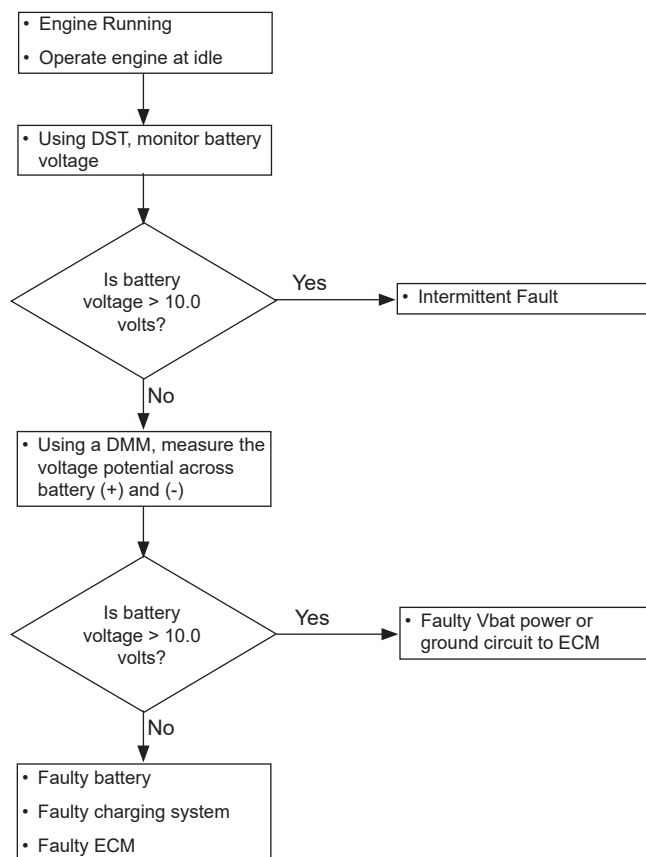 • Engine Running
• Operate engine at idle
• Using DST, monitor battery
voltage
Is battery
voltage > 10.0
volts?
Yes
• Intermittent Fault
No
• Using a DMM, measure the
voltage potential across
battery (+) and (-)
Is battery
voltage > 10.0
volts?
Yes
• Faulty Vbat power or
ground circuit to ECM
No
• Faulty battery
• Faulty charging system
• Faulty ECM